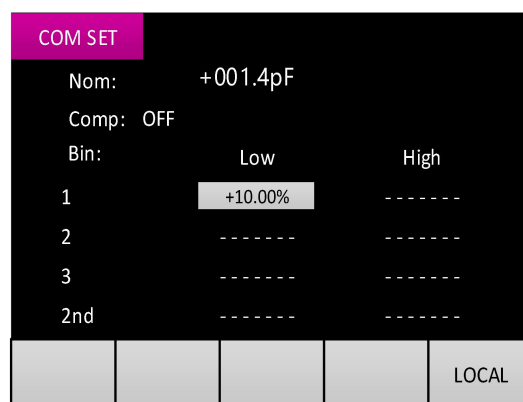 COM SET
Nom: +001.4pF
Comp: OFF
Bin: Low High
1 +10.00% -------
2 ------- -------
3 ------- -------
2nd ------- -------
LOCAL